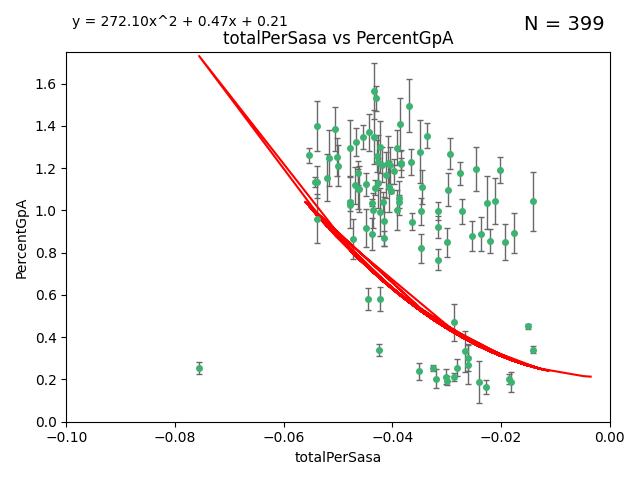 y = 272.10x^2 + 0.47x + 0.21
N = 399
totalPerSasa vs PercentGpA
PercentGpA
1.6
1.4
1.2
1.0
0.8
0.6
0.4
0.2
0.0
−0.10 −0.08 −0.06 −0.04 −0.02 0.00
totalPerSasa